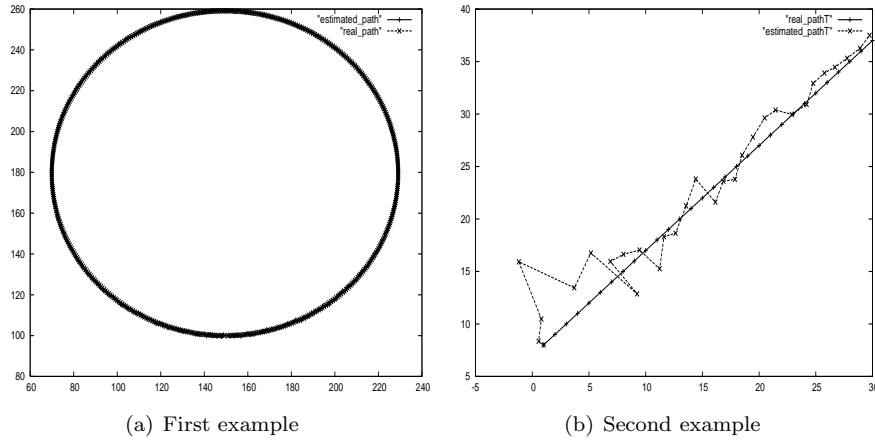 260
240
220
200
180
160
140
120
100
80
60 80 100 120 140 160 180 200 220 240
"estimated_path"
"real_path"
(a) First example
40
35
30
25
20
15
10
5
-5 0 5 10 15 20 25 30
"real_pathT"
"estimated_pathT"
(b) Second example